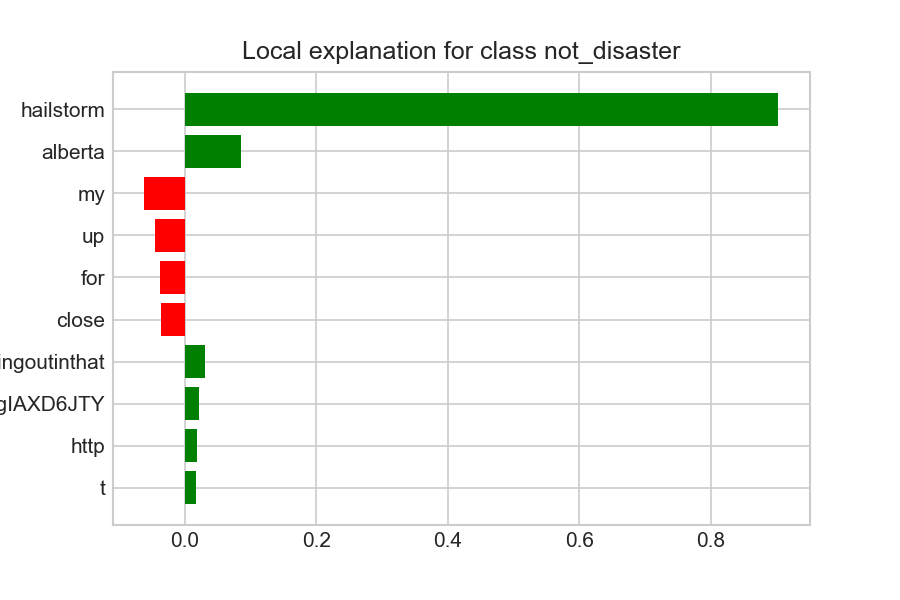 Local explanation for class not_disaster
hailstorm
alberta
my
up
for
close
ingoutinthat
gIAXD6JTY
http
t
0.0 0.2 0.4 0.6 0.8